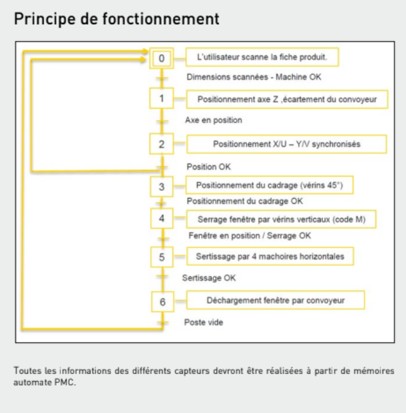 Principe de fonctionnement
0 L'utilisateur scanne la fiche produit.
Dimensions scannées - Machine OK
1 Positionnement axe Z ,écartement du convoyeur
Axe en position
2 Positionnement X/U – Y/V synchronisés
Position OK
3 Positionnement du cadrage (vérins 45°)
Positionnement du cadrage OK
4 Serrage fenêtre par vérins verticaux (code M)
Fenêtre en position / Serrage OK
5 Sertissage par 4 machoires horizontales
Sertissage OK
6 Déchargement fenêtre par convoyeur
Poste vide
Toutes les informations des différents capteurs devront être réalisées à partir de mémoires
automate PMC.